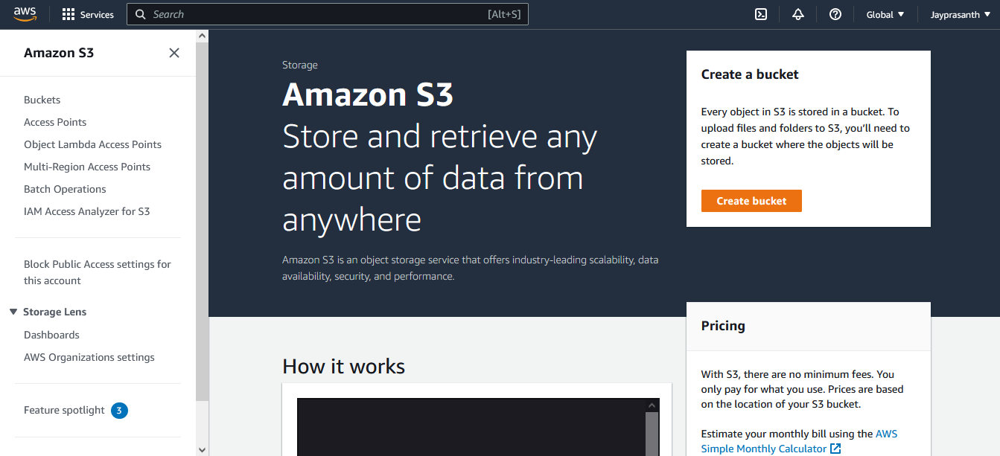 aws
Services
Search
[Alt+S]
Global
Jayprasanth
Amazon S3
Buckets
Access Points
Object Lambda Access Points
Multi-Region Access Points
Batch Operations
IAM Access Analyzer for S3
Block Public Access settings for
this account
Storage Lens
Dashboards
AWS Organizations settings
Feature spotlight 3
Storage
Amazon S3
Store and retrieve any
amount of data from
anywhere
Amazon S3 is an object storage service that offers industry-leading scalability, data
availability, security, and performance.
How it works
Create a bucket
Every object in S3 is stored in a bucket. To
upload files and folders to S3, you’ll need to
create a bucket where the objects will be
stored.
Create bucket
Pricing
With S3, there are no minimum fees. You
only pay for what you use. Prices are based
on the location of your S3 bucket.
Estimate your monthly bill using the AWS
Simple Monthly Calculator